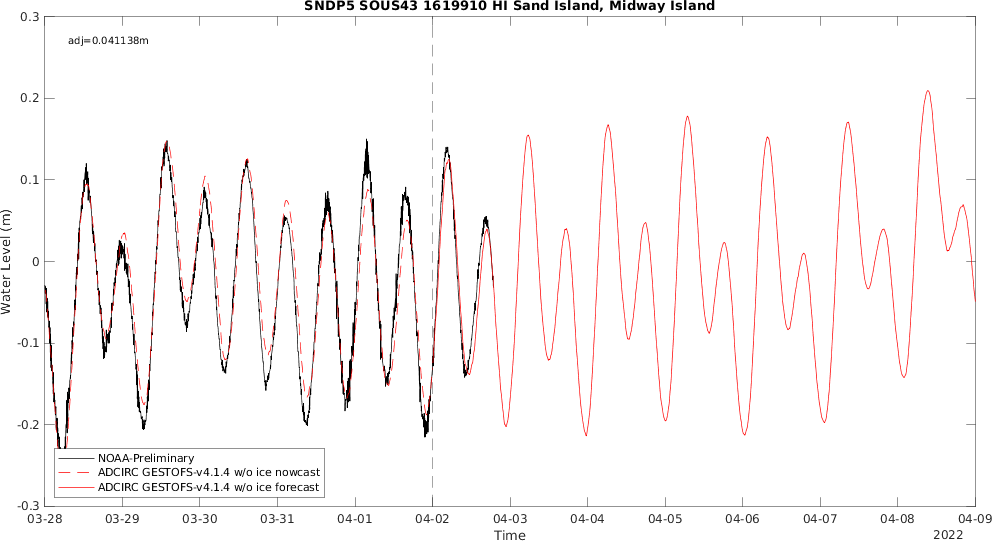 SNDP5 SOUS43 1619910 HI Sand Island, Midway Island
0.3
adj=0.041138m
0.2
0.1
0
-0.1
-0.2
-0.3
Water Level (m)
NOAA-Preliminary
ADCIRC GESTOFS-v4.1.4 w/o ice nowcast
ADCIRC GESTOFS-v4.1.4 w/o ice forecast
03-28 03-29 03-30 03-31 04-01 04-02 04-03 04-04 04-05 04-06 04-07 04-08 04-09
Time
2022